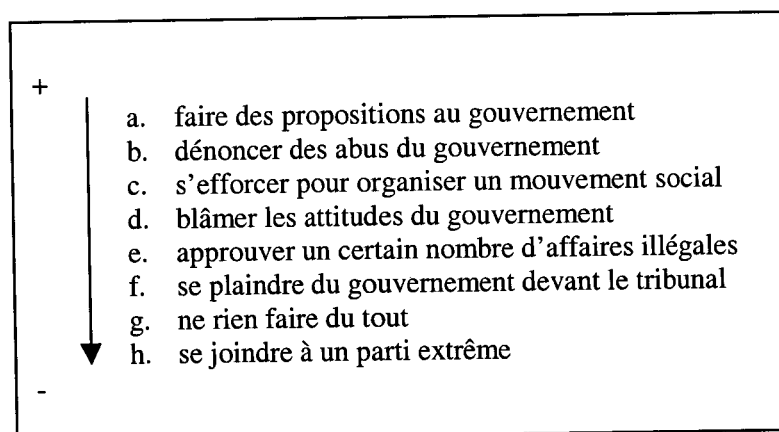 +
a. faire des propositions au gouvernement
b. dénoncer des abus du gouvernement
c. s'efforcer pour organiser un mouvement social
d. blâmer les attitudes du gouvernement
e. approuver un certain nombre d'affaires illégales
f. se plaindre du gouvernement devant le tribunal
g. ne rien faire du tout
h. se joindre à un parti extrême
-